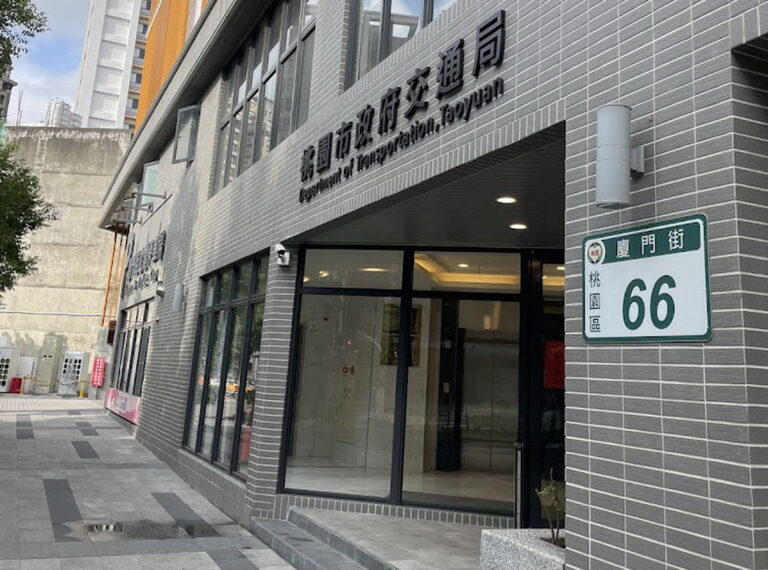 桃園市政府交通局
Department of Transportation, Taoyuan
廈門街
桃園區
66